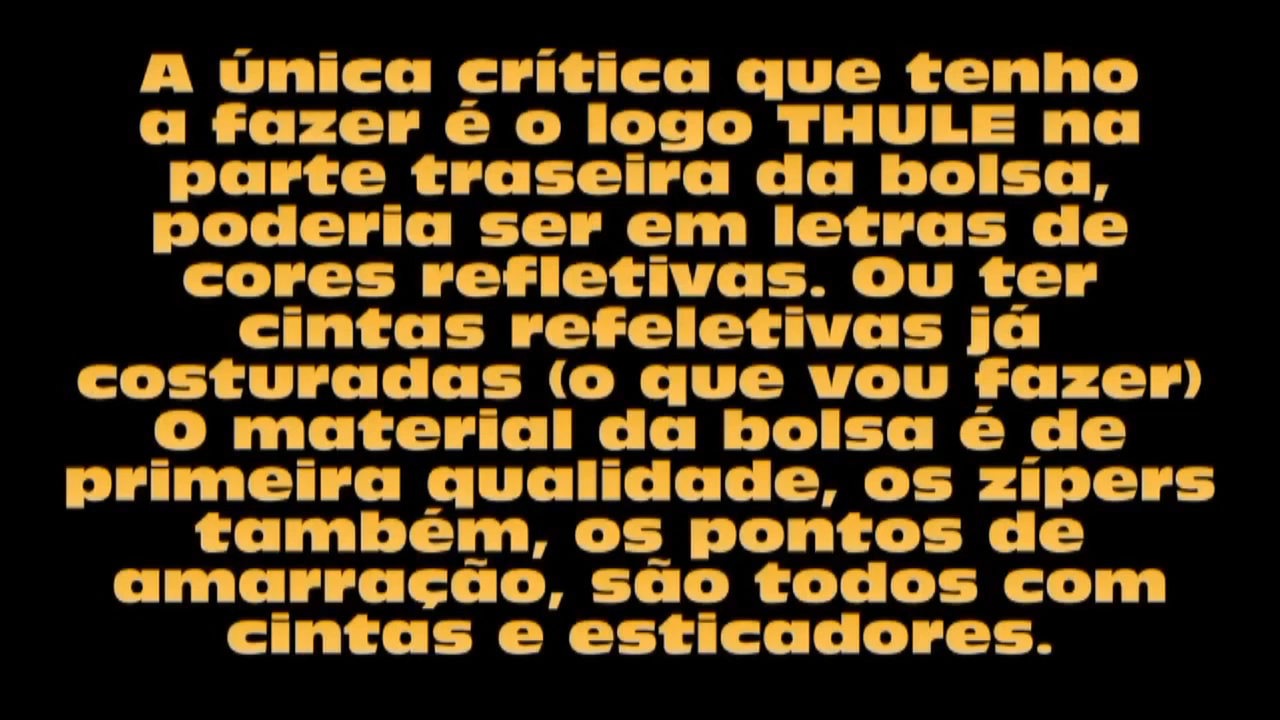 A única crítica que tenho
a fazer é o logo THULE na
parte traseira da bolsa,
poderia ser em letras de
cores refletivas. Ou ter
cintas refeletivas já
costuradas (o que vou fazer)
O material da bolsa é de
primeira qualidade, os zípers
também, os pontos de
amarração, são todos com
cintas e esticadores.